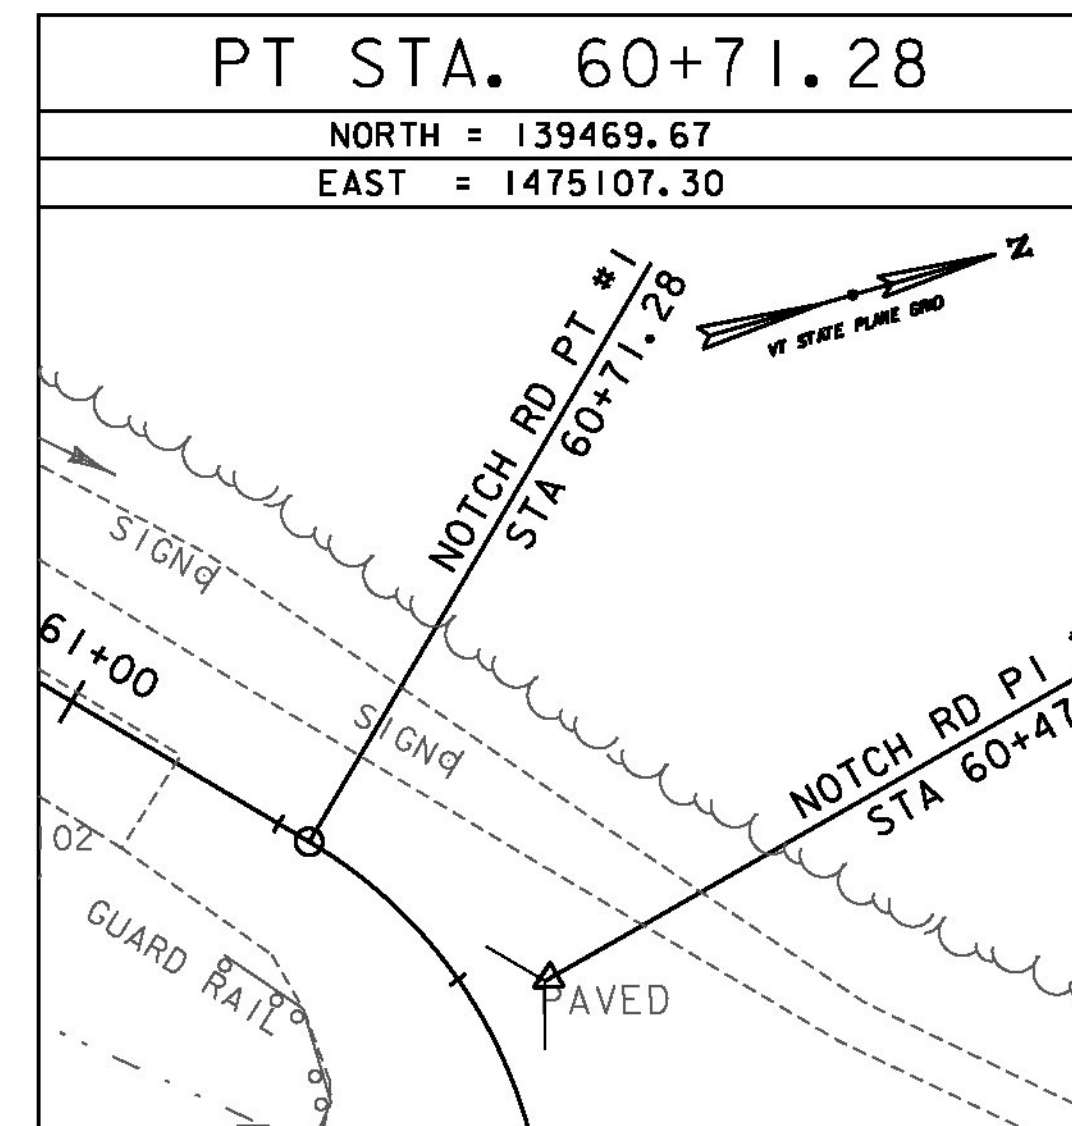 PT STA. 60+71.28
NORTH = 139469.67
EAST = 1475107.30
N
VT STATE PLANE GRID
NOTCH RD PT #1
STA 60+71.28
SIGN
61+00
SIGN
NOTCH RD PI
STA 60+47
102
GUARD RAIL
PAVED